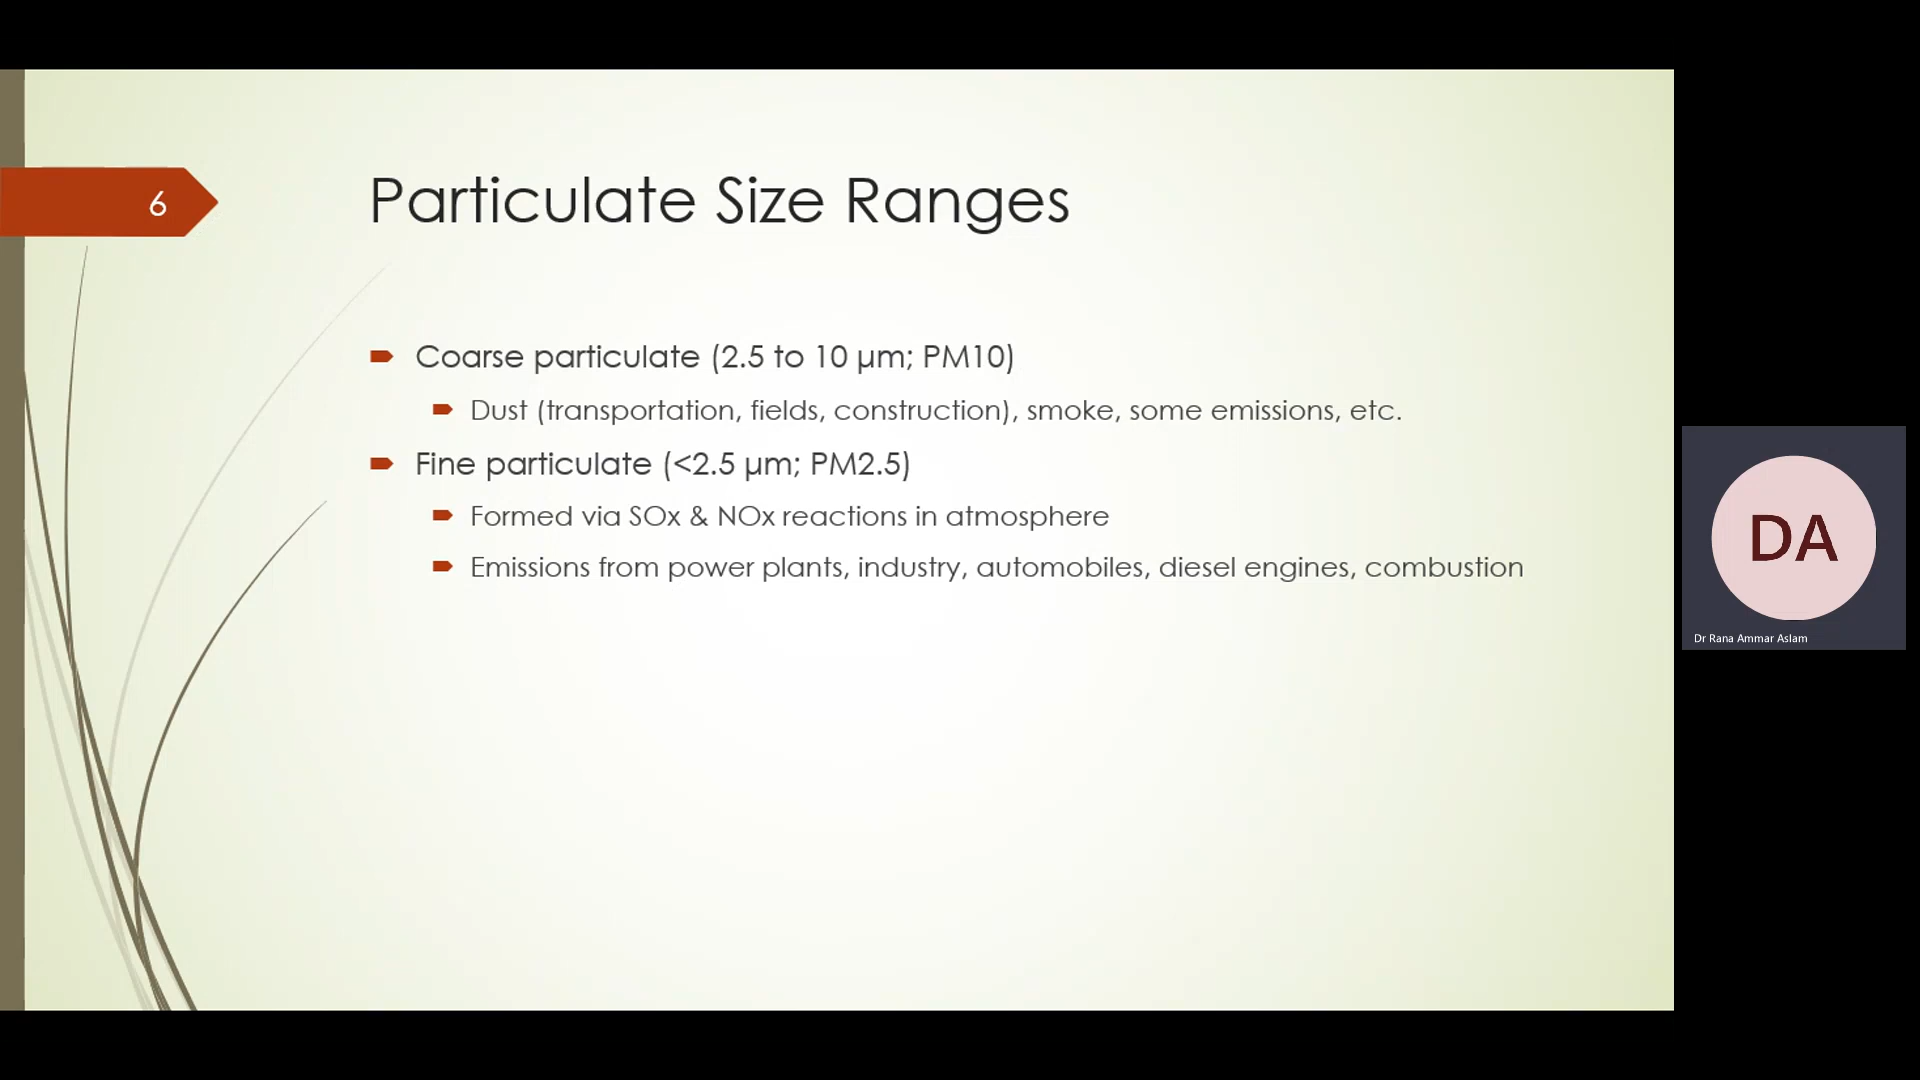 6
Particulate Size Ranges
Coarse particulate (2.5 to 10 µm; PM10)
Dust (transportation, fields, construction), smoke, some emissions, etc.
Fine particulate (<2.5 µm; PM2.5)
Formed via SOx & NOx reactions in atmosphere
Emissions from power plants, industry, automobiles, diesel engines, combustion
DA
Dr Rana Ammar Aslam